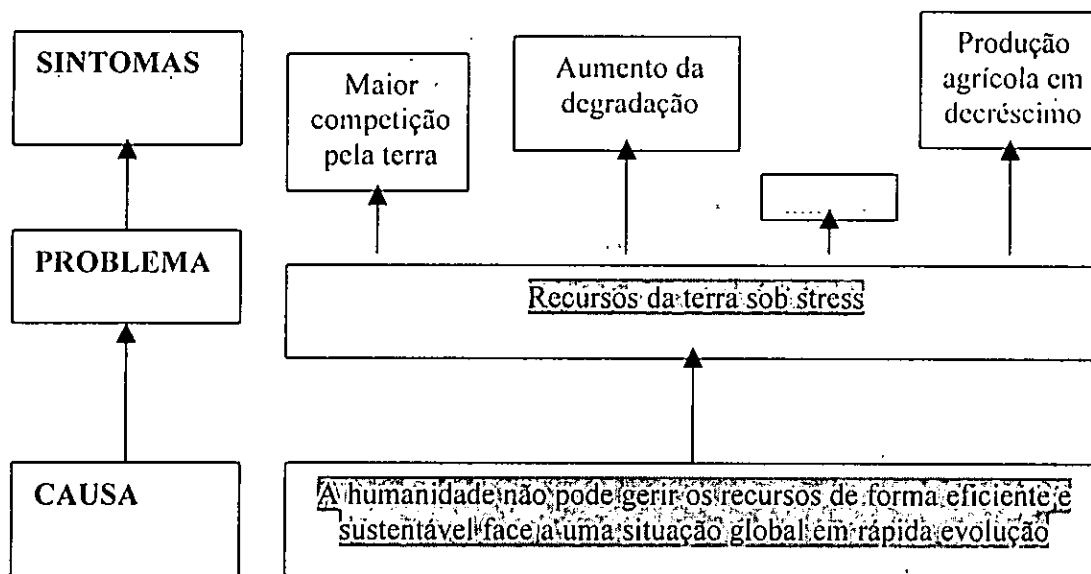 SINTOMAS
Maior
competição
pela terra
Aumento da
degradação
Produção
agrícola em
decréscimo
......
PROBLEMA
Recursos da terra sob stress
CAUSA
A humanidade não pode gerir os recursos de forma eficiente e
sustentável face a uma situação global em rápida evolução